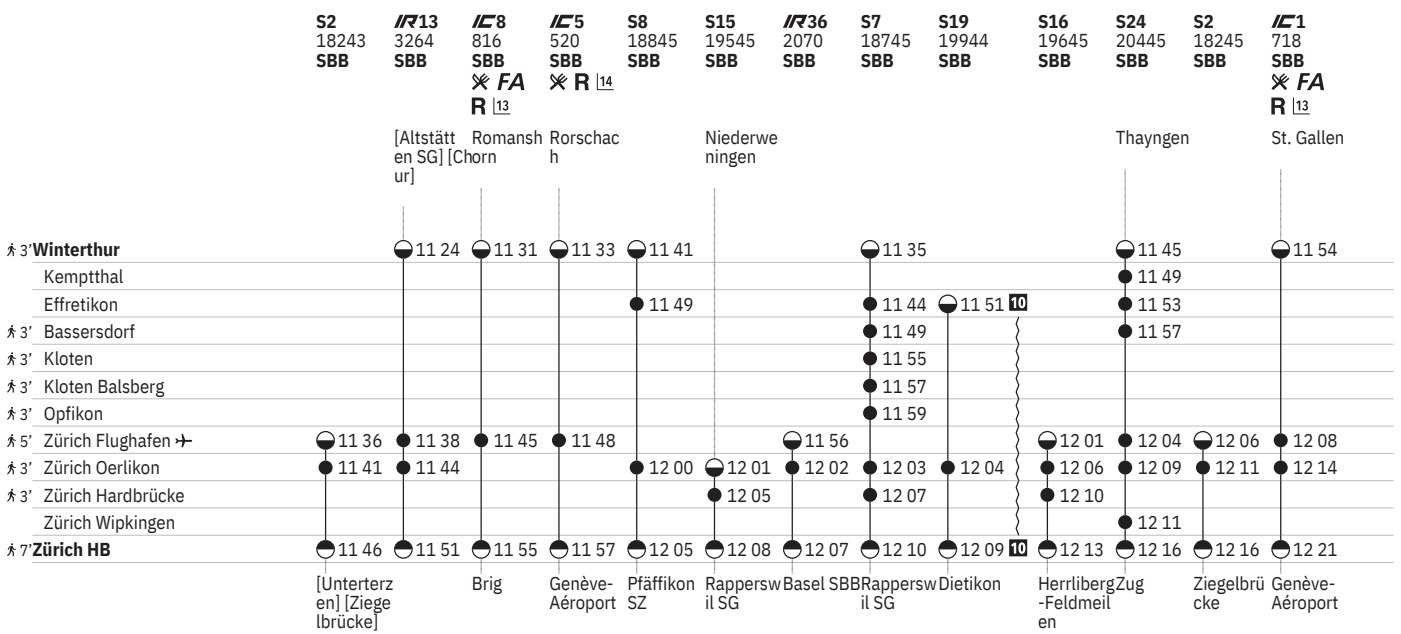 S2 IR13 IC8 IC5 S8 S15 IR36 S7 S19 S16 S24 S2 IC1
18243 3264 816 520 18845 19545 2070 18745 19944 19645 20445 18245 718
SBB SBB SBB SBB SBB SBB SBB SBB SBB SBB SBB SBB SBB
FA R 14 FA
R 13 R 13
[Altstätt Romansh Rorschac Niederwe Thayngen St. Gallen
en SG] [Chorn h ningen
ur]
3' Winterthur 11 24 11 31 11 33 11 41 11 35 11 45 11 54
Kemptthal 11 49
Effretikon 11 49 11 44 11 51 10 11 53
3' Bassersdorf 11 49 11 57
3' Kloten 11 55
3' Kloten Balsberg 11 57
3' Opfikon 11 59
5' Zürich Flughafen 11 36 11 38 11 45 11 48 11 56 12 01 12 04 12 06 12 08
3' Zürich Oerlikon 11 41 11 44 12 00 12 01 12 02 12 03 12 04 12 06 12 09 12 11 12 14
3' Zürich Hardbrücke 12 05 12 07 12 10
Zürich Wipkingen 12 11
7' Zürich HB 11 46 11 51 11 55 11 57 12 05 12 08 12 07 12 10 12 09 10 12 13 12 16 12 16 12 21
[Unterterz Brig Genève- Pfäffikon Rappersw Basel SBB Rappersw Dietikon Herrliberg Zug Ziegelbrü Genève-
en] [Ziege Aéroport SZ il SG il SG -Feldmeil cke Aéroport
lbrücke] en